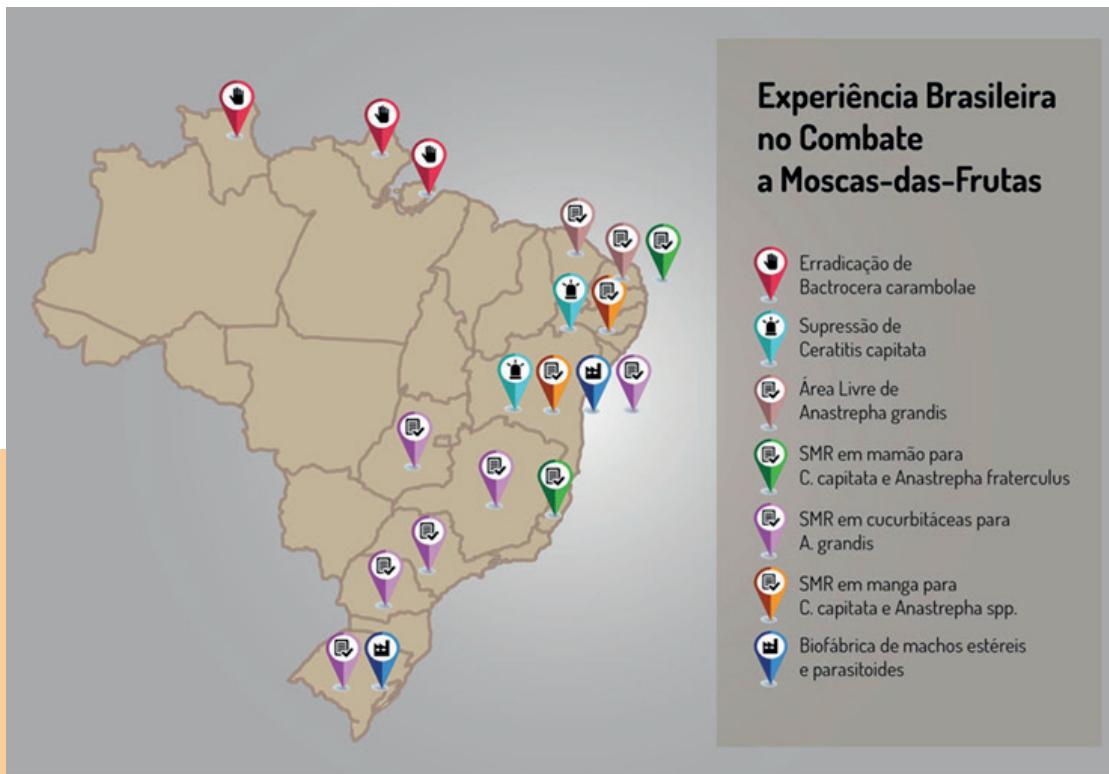 Experiência Brasileira
no Combate
a Moscas-das-Frutas
Erradicação de
Bactrocera carambolae
Supressão de
Ceratitis capitata
Área Livre de
Anastrepha grandis
SMR em mamão para
C. capitata e Anastrepha fraterculus
SMR em cucurbitáceas para
A. grandis
SMR em manga para
C. capitata e Anastrepha spp.
Biofábrica de machos estéreis
e parasitoides